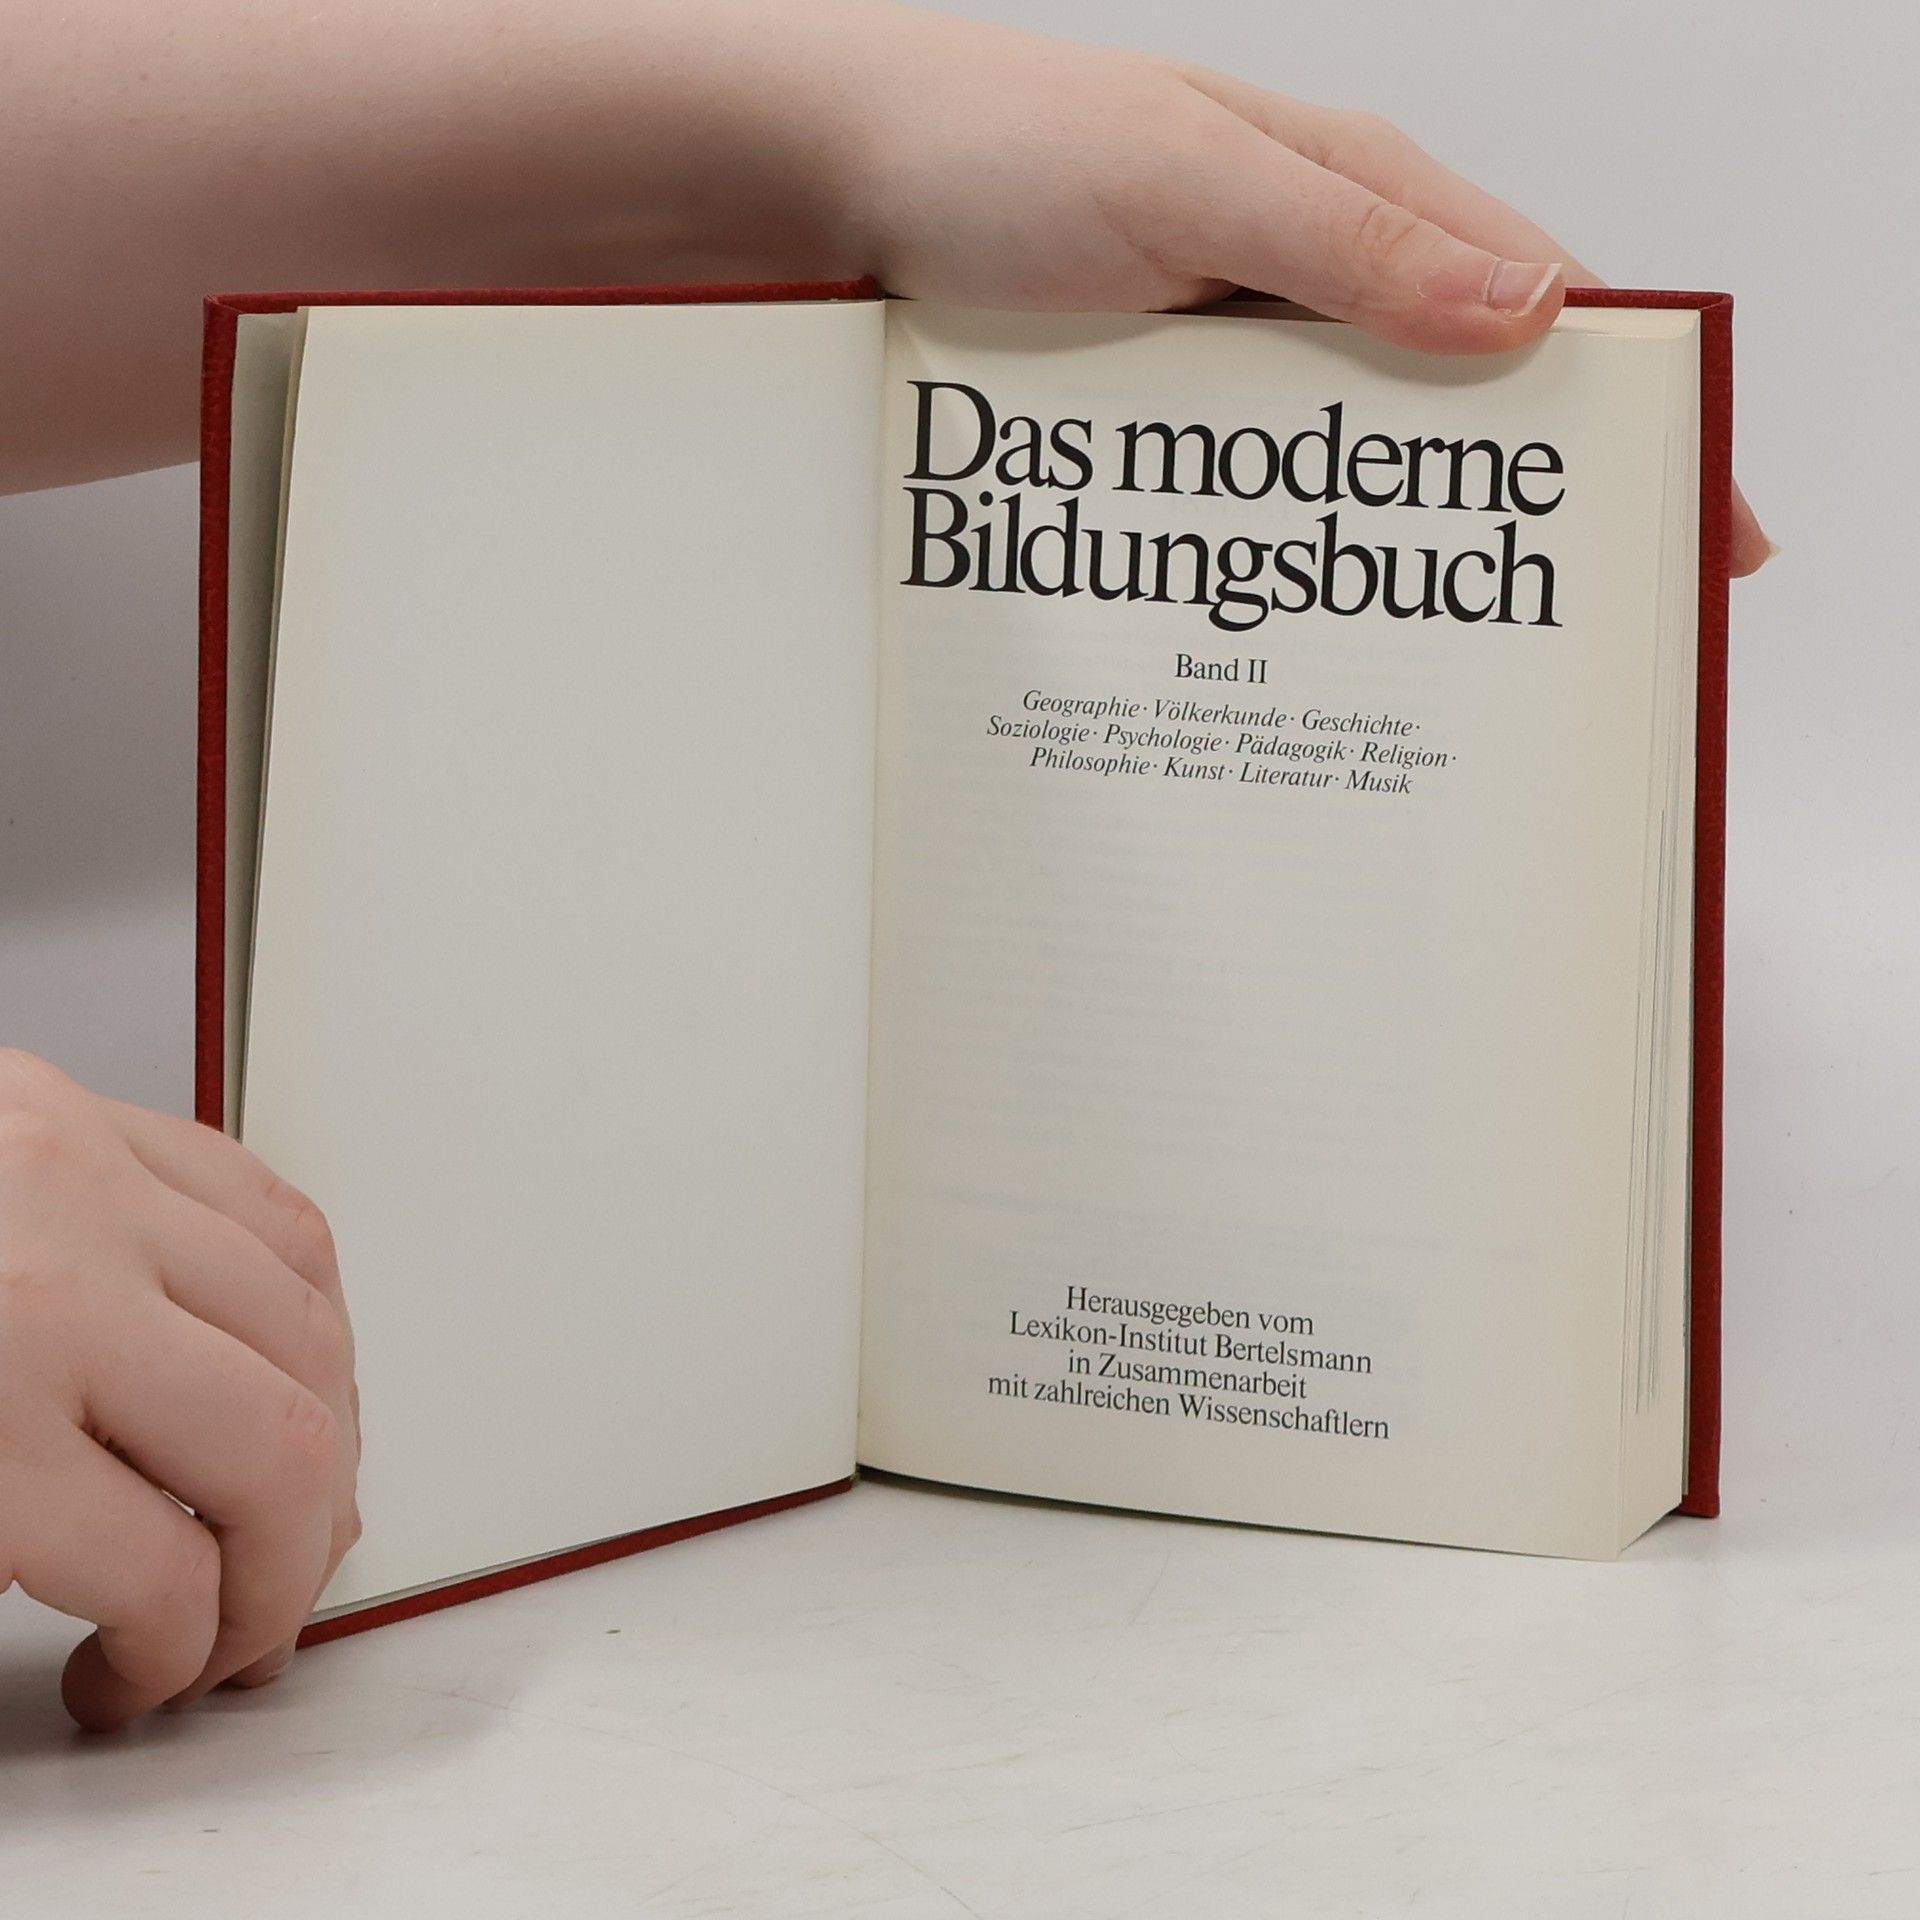 Das moderne
Bildungsbuch
Band II
Geographie · Völkerkunde · Geschichte ·
Soziologie · Psychologie · Pädagogik · Religion ·
Philosophie · Kunst · Literatur · Musik
Herausgegeben vom
Lexikon-Institut Bertelsmann
in Zusammenarbeit
mit zahlreichen Wissenschaftlern